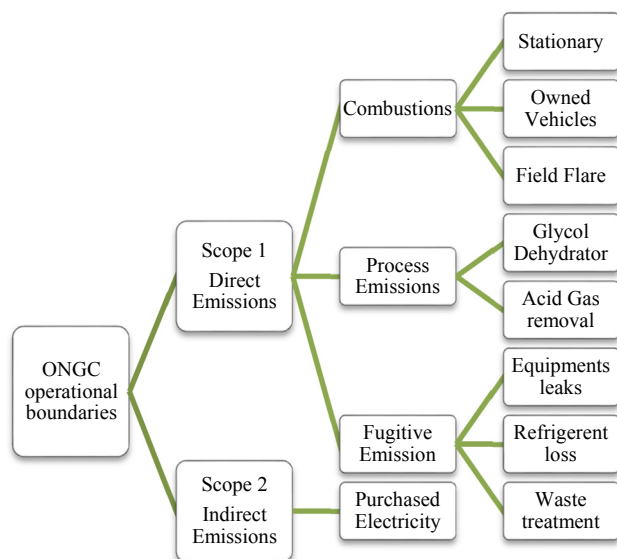 ONGC
operational
boundaries
Scope 1
Direct
Emissions
Combustions
Stationary
Owned
Vehicles
Field Flare
Process
Emissions
Glycol
Dehydrator
Acid Gas
removal
Fugitive
Emission
Equipments
leaks
Refrigerent
loss
Waste
treatment
Scope 2
Indirect
Emissions
Purchased
Electricity